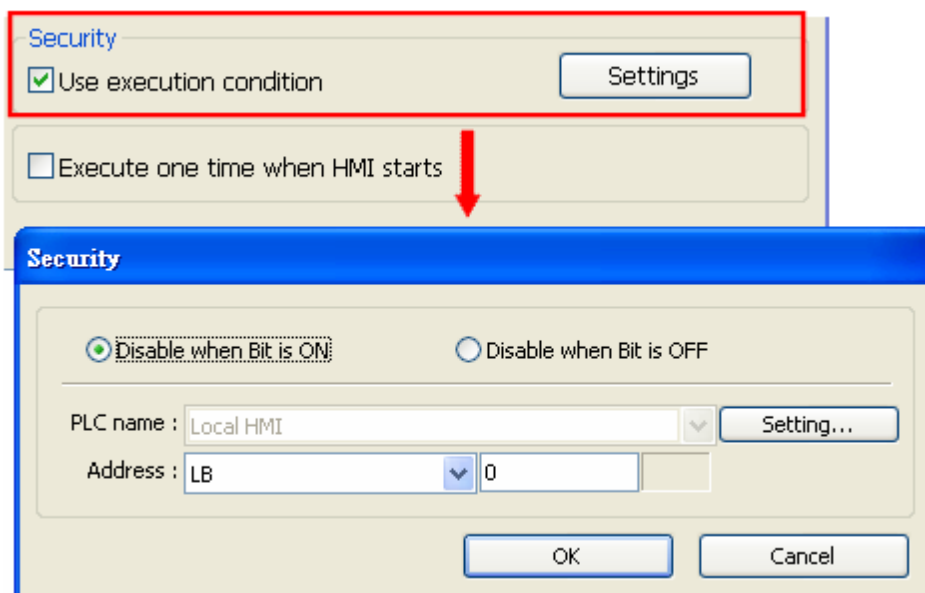 Security
Use execution condition Settings
Execute one time when HMI starts
Security
Disable when Bit is ON Disable when Bit is OFF
PLC name : Local HMI Setting...
Address : LB 0
OK Cancel